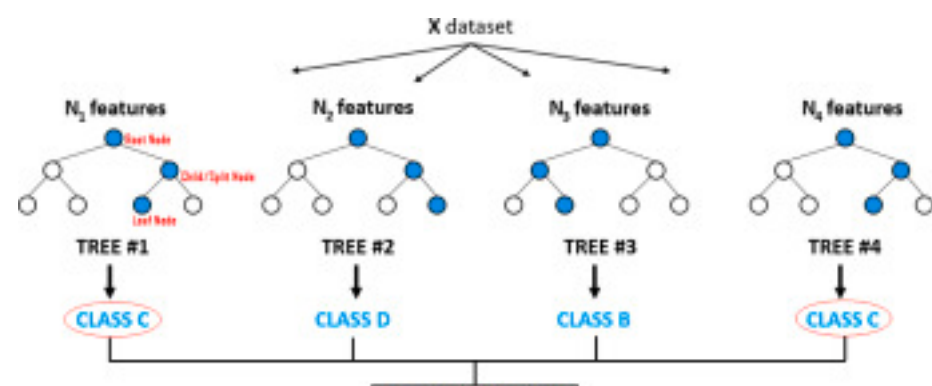 X dataset
N1 features
N2 features
N3 features
N4 features
Root Node
Child/Split Node
Leaf Node
TREE #1
TREE #2
TREE #3
TREE #4
CLASS C
CLASS D
CLASS B
CLASS C